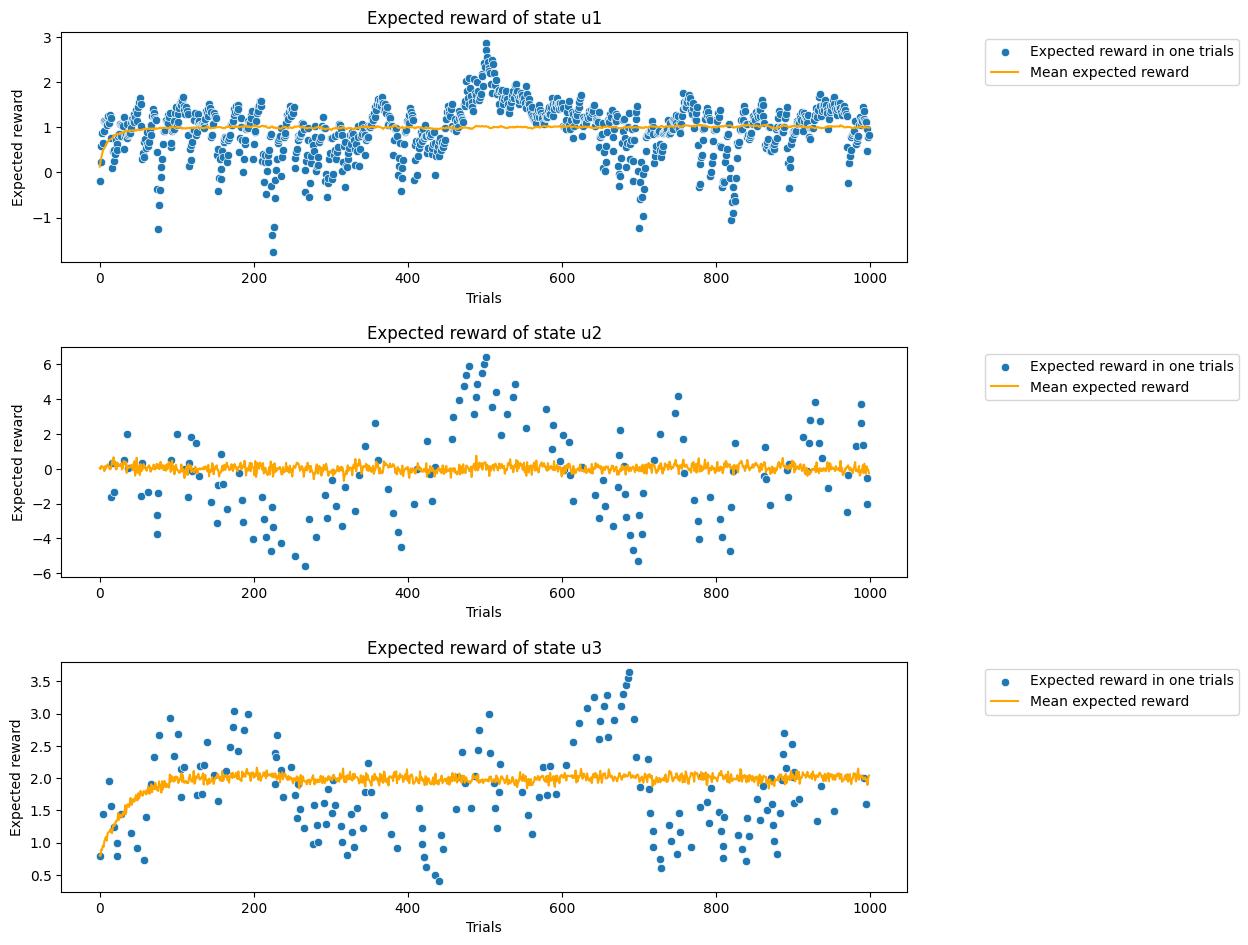 Expected reward of state u1
Expected reward
3
2
1
0
−1
0
200
400
600
800
1000
Trials
Expected reward in one trials
Mean expected reward
Expected reward of state u2
Expected reward
6
4
2
0
−2
−4
−6
0
200
400
600
800
1000
Trials
Expected reward in one trials
Mean expected reward
Expected reward of state u3
Expected reward
3.5
3.0
2.5
2.0
1.5
1.0
0.5
0
200
400
600
800
1000
Trials
Expected reward in one trials
Mean expected reward